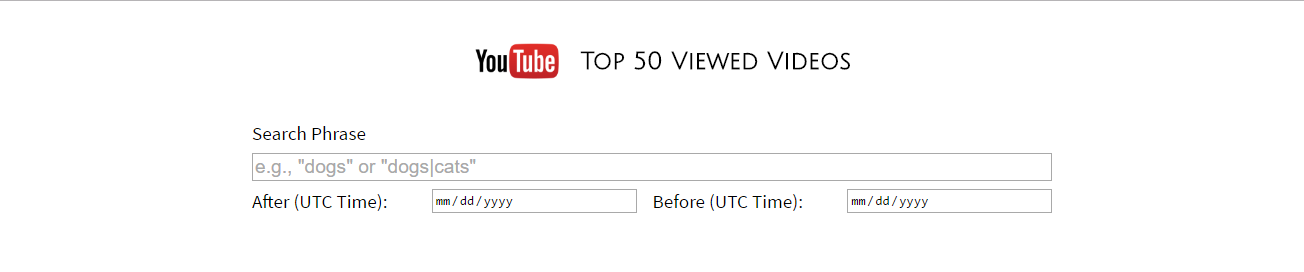 YouTube Top 50 Viewed Videos
Search Phrase
e.g., "dogs" or "dogs|cats"
After (UTC Time): mm/dd/yyyy Before (UTC Time): mm/dd/yyyy